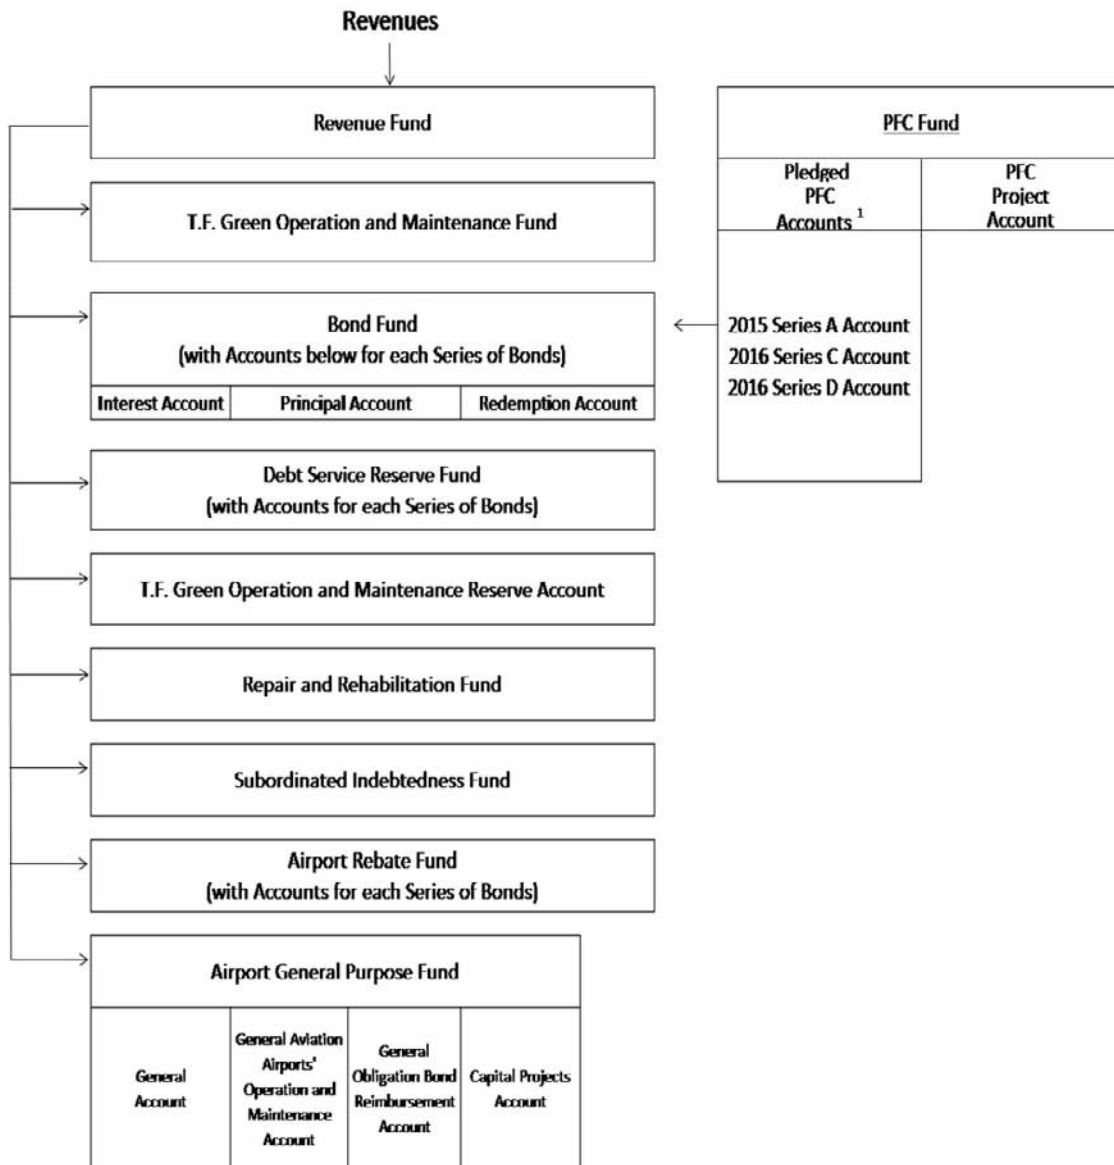 Revenues
Revenue Fund
T.F. Green Operation and Maintenance Fund
Bond Fund
(with Accounts below for each Series of Bonds)
Interest Account
Principal Account
Redemption Account
Debt Service Reserve Fund
(with Accounts for each Series of Bonds)
T.F. Green Operation and Maintenance Reserve Account
Repair and Rehabilitation Fund
Subordinated Indebtedness Fund
Airport Rebate Fund
(with Accounts for each Series of Bonds)
Airport General Purpose Fund
General
Account
General Aviation
Airports'
Operation and
Maintenance
Account
General
Obligation Bond
Reimbursement
Account
Capital Projects
Account
PFC Fund
Pledged
PFC
Accounts 1
PFC
Project
Account
2015 Series A Account
2016 Series C Account
2016 Series D Account